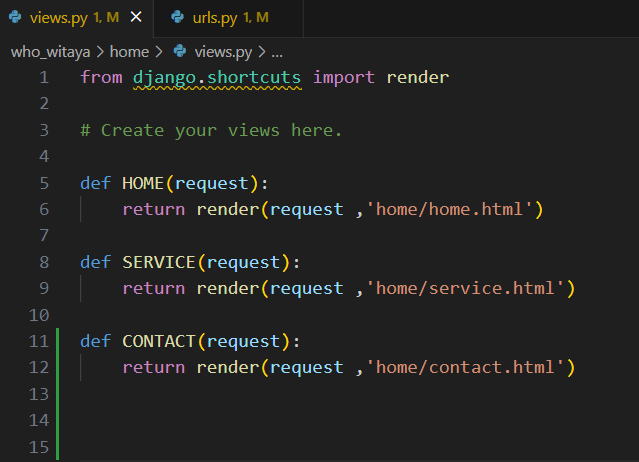 views.py 1, M × urls.py 1, M
who_witaya > home > views.py > ...
1 from django.shortcuts import render
2
3 # Create your views here.
4
5 def HOME(request):
6 return render(request ,'home/home.html')
7
8 def SERVICE(request):
9 return render(request ,'home/service.html')
10
11 def CONTACT(request):
12 return render(request ,'home/contact.html')
13
14
15